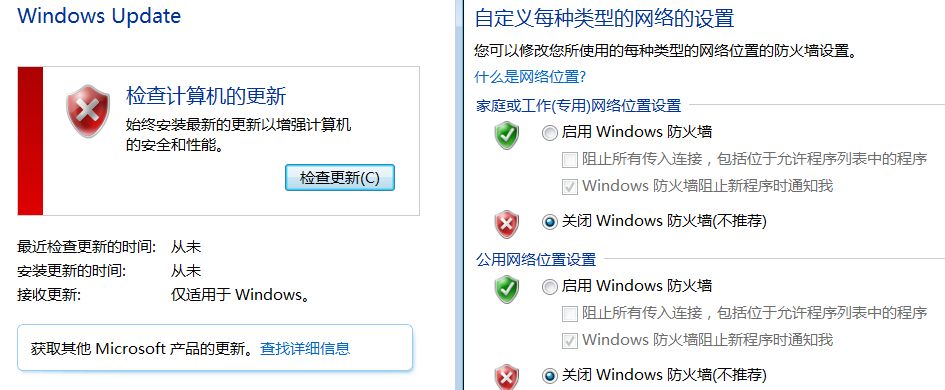 Windows Update
检查计算机的更新
始终安装最新的更新以增强计算机
的安全和性能。
检查更新(C)
最近检查更新的时间: 从未
安装更新的时间: 从未
接收更新: 仅适用于 Windows。
获取其他 Microsoft 产品的更新。查找详细信息
自定义每种类型的网络的设置
您可以修改您所使用的每种类型的网络位置的防火墙设置。
什么是网络位置?
家庭或工作(专用)网络位置设置
启用 Windows 防火墙
阻止所有传入连接，包括位于允许程序列表中的程序
Windows 防火墙阻止新程序时通知我
关闭 Windows 防火墙(不推荐)
公用网络位置设置
启用 Windows 防火墙
阻止所有传入连接，包括位于允许程序列表中的程序
Windows 防火墙阻止新程序时通知我
关闭 Windows 防火墙(不推荐)